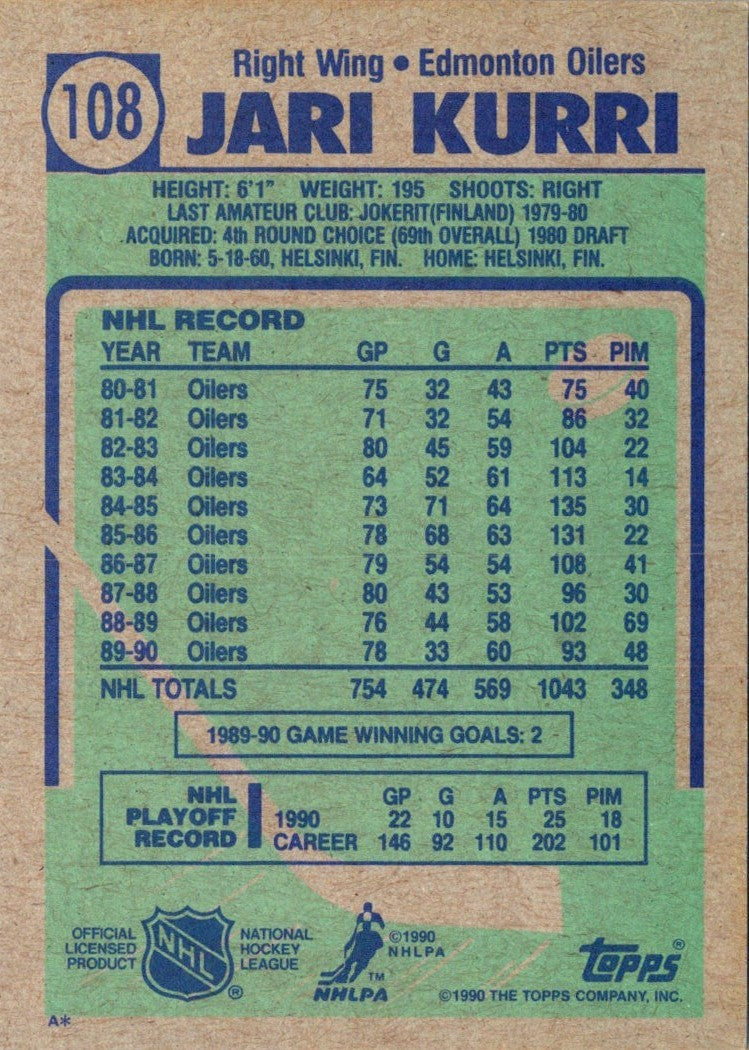 108
Right Wing • Edmonton Oilers
JARI KURRI
HEIGHT: 6'1" WEIGHT: 195 SHOOTS: RIGHT
LAST AMATEUR CLUB: JOKERIT(FINLAND) 1979-80
ACQUIRED: 4th ROUND CHOICE (69th OVERALL) 1980 DRAFT
BORN: 5-18-60, HELSINKI, FIN. HOME: HELSINKI, FIN.
NHL RECORD
YEAR TEAM GP G A PTS PIM
80-81 Oilers 75 32 43 75 40
81-82 Oilers 71 32 54 86 32
82-83 Oilers 80 45 59 104 22
83-84 Oilers 64 52 61 113 14
84-85 Oilers 73 71 64 135 30
85-86 Oilers 78 68 63 131 22
86-87 Oilers 79 54 54 108 41
87-88 Oilers 80 43 53 96 30
88-89 Oilers 76 44 58 102 69
89-90 Oilers 78 33 60 93 48
NHL TOTALS 754 474 569 1043 348
1989-90 GAME WINNING GOALS: 2
NHL PLAYOFF RECORD
GP G A PTS PIM
1990 22 10 15 25 18
CAREER 146 92 110 202 101
OFFICIAL
LICENSED
PRODUCT
NHL
®
NATIONAL
HOCKEY
LEAGUE
TM
NHLPA
©1990
NHLPA
topps®
©1990 THE TOPPS COMPANY, INC.
A*